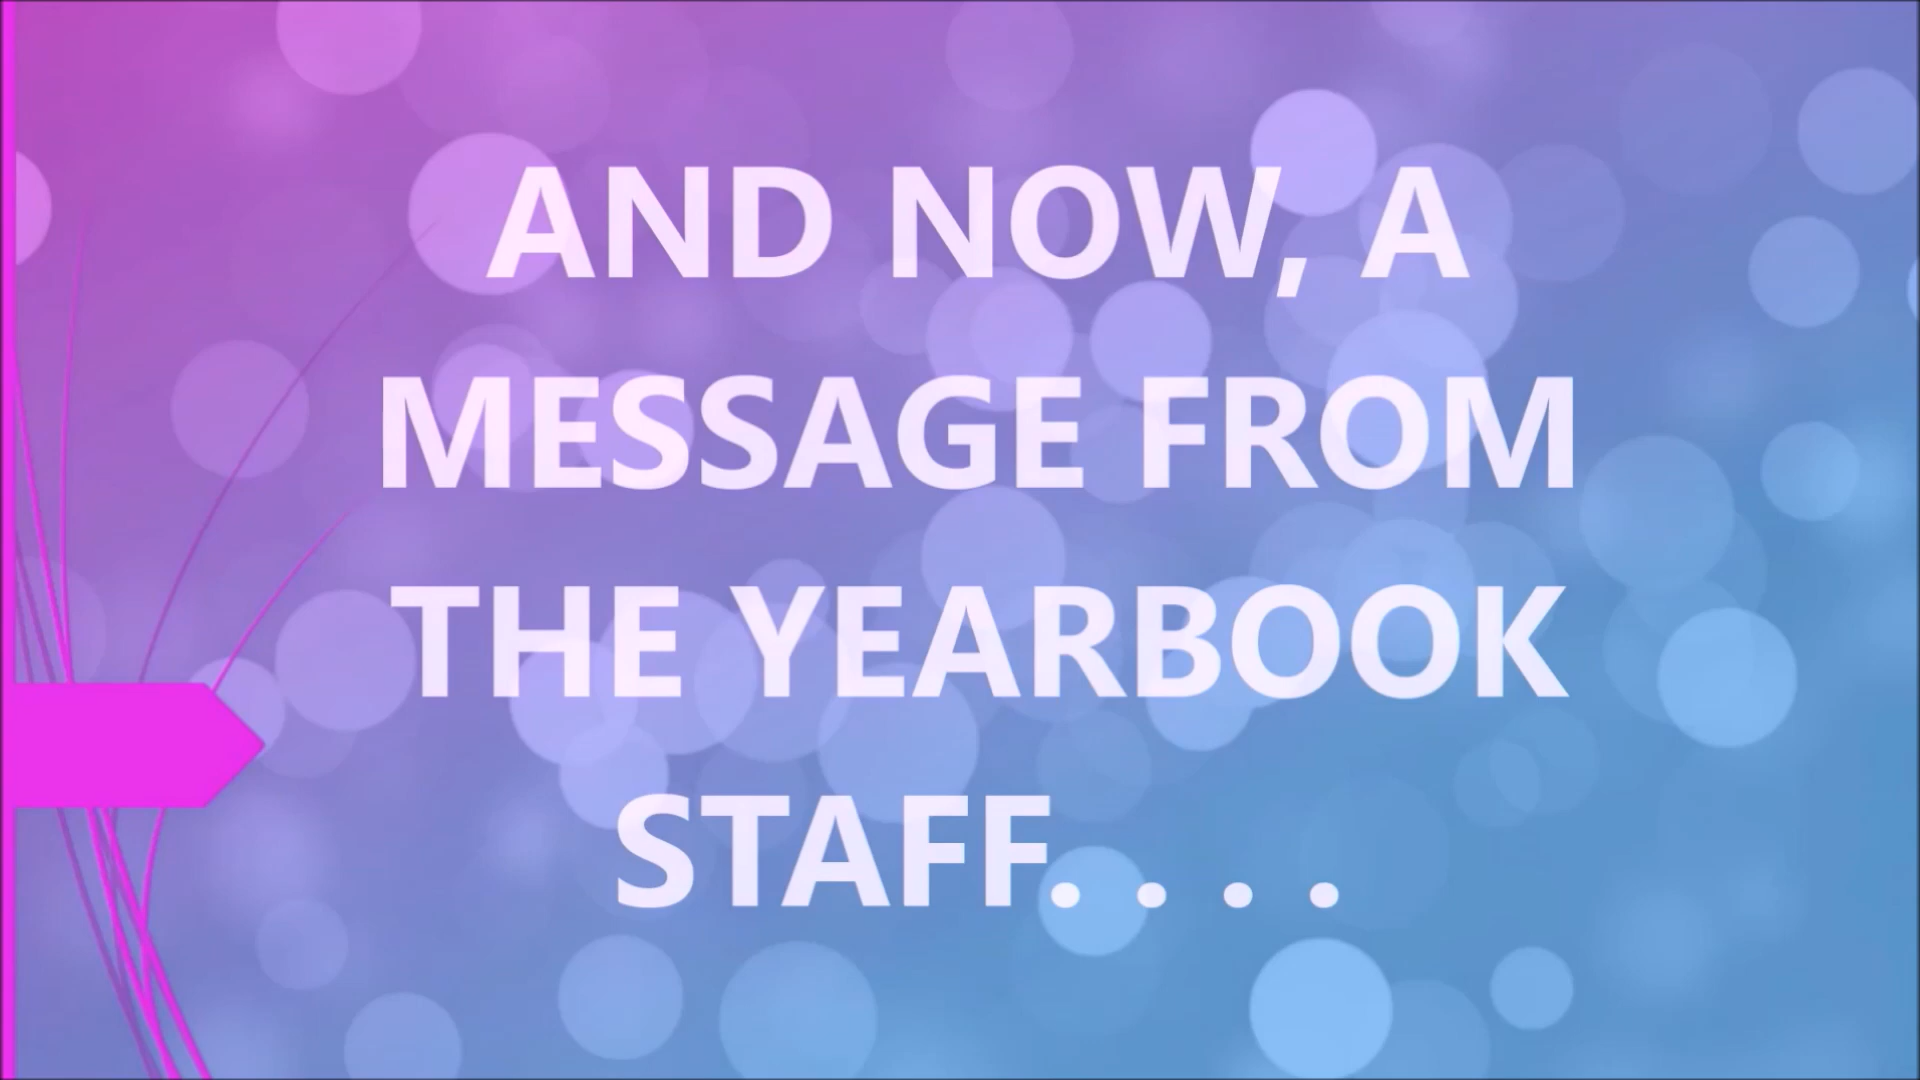 AND NOW, A
MESSAGE FROM
THE YEARBOOK
STAFF. . . .